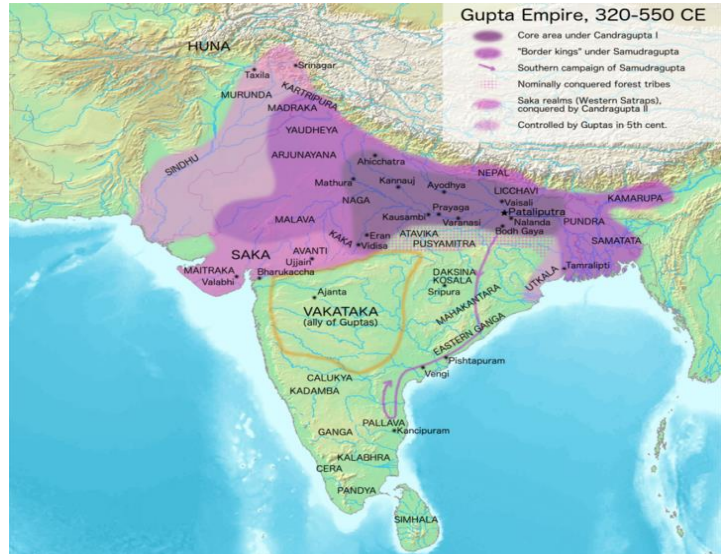 Gupta Empire, 320-550 CE
Core area under Candragupta I
"Border kings" under Samudragupta
Southern campaign of Samudragupta
Nominally conquered forest tribes
Saka realms (Western Satraps),
conquered by Candragupta II
Controlled by Guptas in 5th cent.
HUNA
Srinagar
Taxila
MURUNDA
KARTRIPURA
MADRAKA
YAUDHEYA
SINDHU
ARJUNAYANA
Ahicchatra
NEPAL
Mathura
Kannauj
Ayodhya
LICCHAVI
KAMARUPA
NAGA
Vaisali
Pataliputra
MALAVA
Kausambi
Prayaga
Varanasi
Nalanda
PUNDRA
Bodh Gaya
KAKA
Eran
ATAVIKA
Vidisa
PUSYAMITRA
SAMATATA
SAKA
AVANTI
Ujjain
MAITRAKA
Valabhi
Bharukaccha
DAKSINA
KOSALA
Sripura
UTKALA
Tamralipti
Ajanta
VAKATAKA
(ally of Guptas)
MAHAKANTARA
EASTERN GANGA
Pishtapuram
Vengi
CALUKYA
KADAMBA
PALLAVA
GANGA
Kancipuram
KALABHRA
CERA
PANDYA
SIMHALA